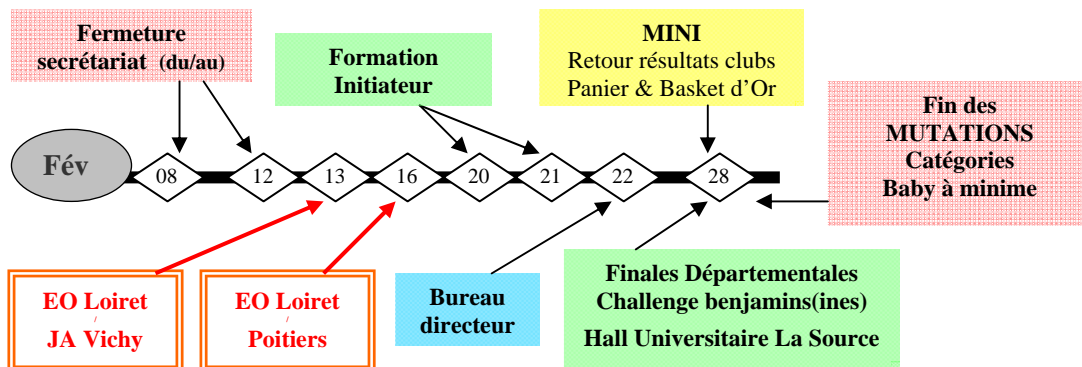 Fermeture
secrétariat (du/au)
Formation
Initiateur
MINI
Retour résultats clubs
Panier & Basket d’Or
Fin des
MUTATIONS
Catégories
Baby à minime
Fév
08
12
13
16
20
21
22
28
EO Loiret
/
JA Vichy
EO Loiret
/
Poitiers
Bureau
directeur
Finales Départementales
Challenge benjamins(ines)
Hall Universitaire La Source